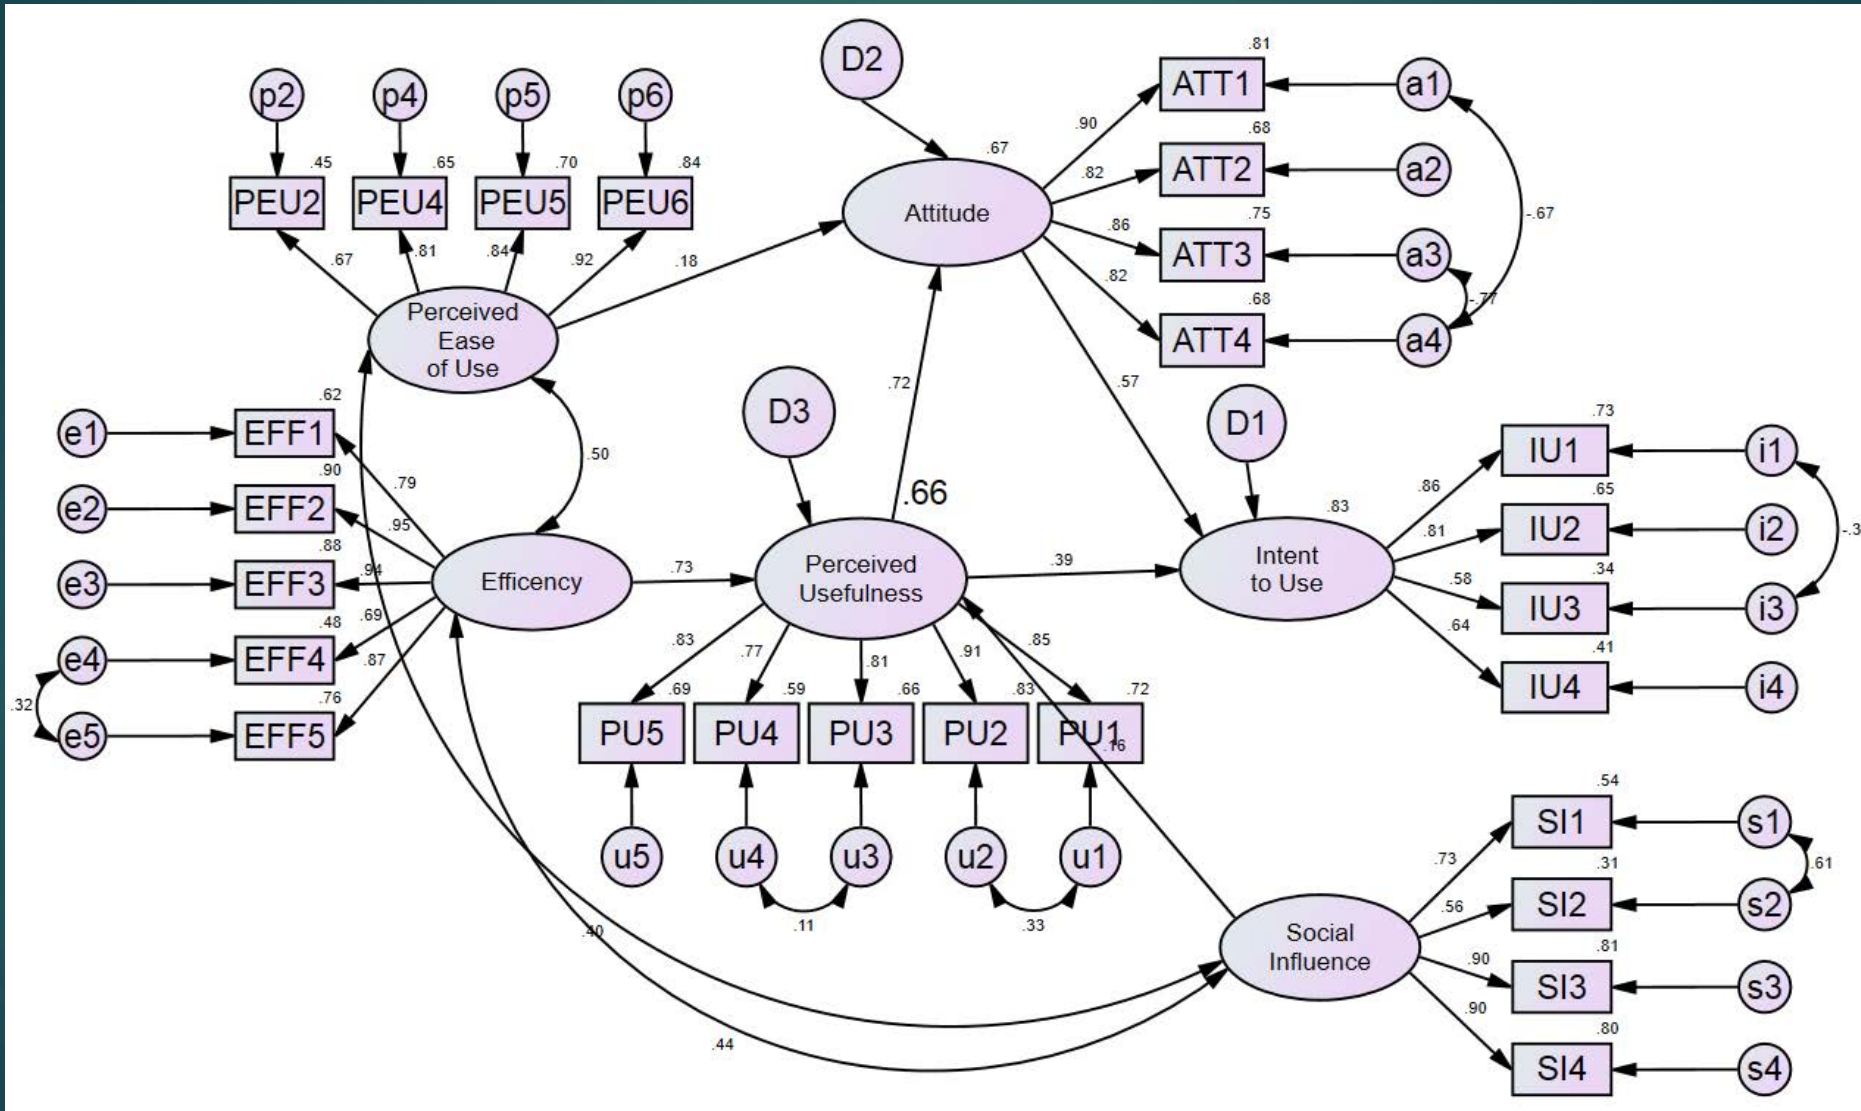 D2
.81
p2 p4 p5 p6
ATT1 a1
.90
.68
.67
.45 .65 .70 .84
.82 ATT2 a2
PEU2 PEU4 PEU5 PEU6
Attitude
.75
.86
-.67
ATT3 a3
.67 .81 .84 .92 .18
.82
.68 -.77
Perceived
Ease
of Use
ATT4 a4
.72 .57
.62
D3 D1
.73
e1 EFF1
IU1 i1
.50
.90 .79
.66 .83 .86 .65
e2 EFF2
.95
.81 IU2 i2 -.3
.88
Perceived
Usefulness
Intent
to Use
.73 .39
.34
e3 EFF3 .94 Efficency
.58
IU3 i3
.48 .69
.64
.83 .77 .81 .91 .85
.41
e4 EFF4 .87
.69 .59 .66 .83 .72
IU4 i4
.32 .76
e5 EFF5
PU5 PU4 PU3 PU2 PU1
.16
.54
SI1 s1
u5 u4 u3 u2 u1
.73 .31 .61
.56 SI2 s2
.11 .33
.40
Social
Influence
.81
.90
SI3 s3
.90
.80
.44
SI4 s4